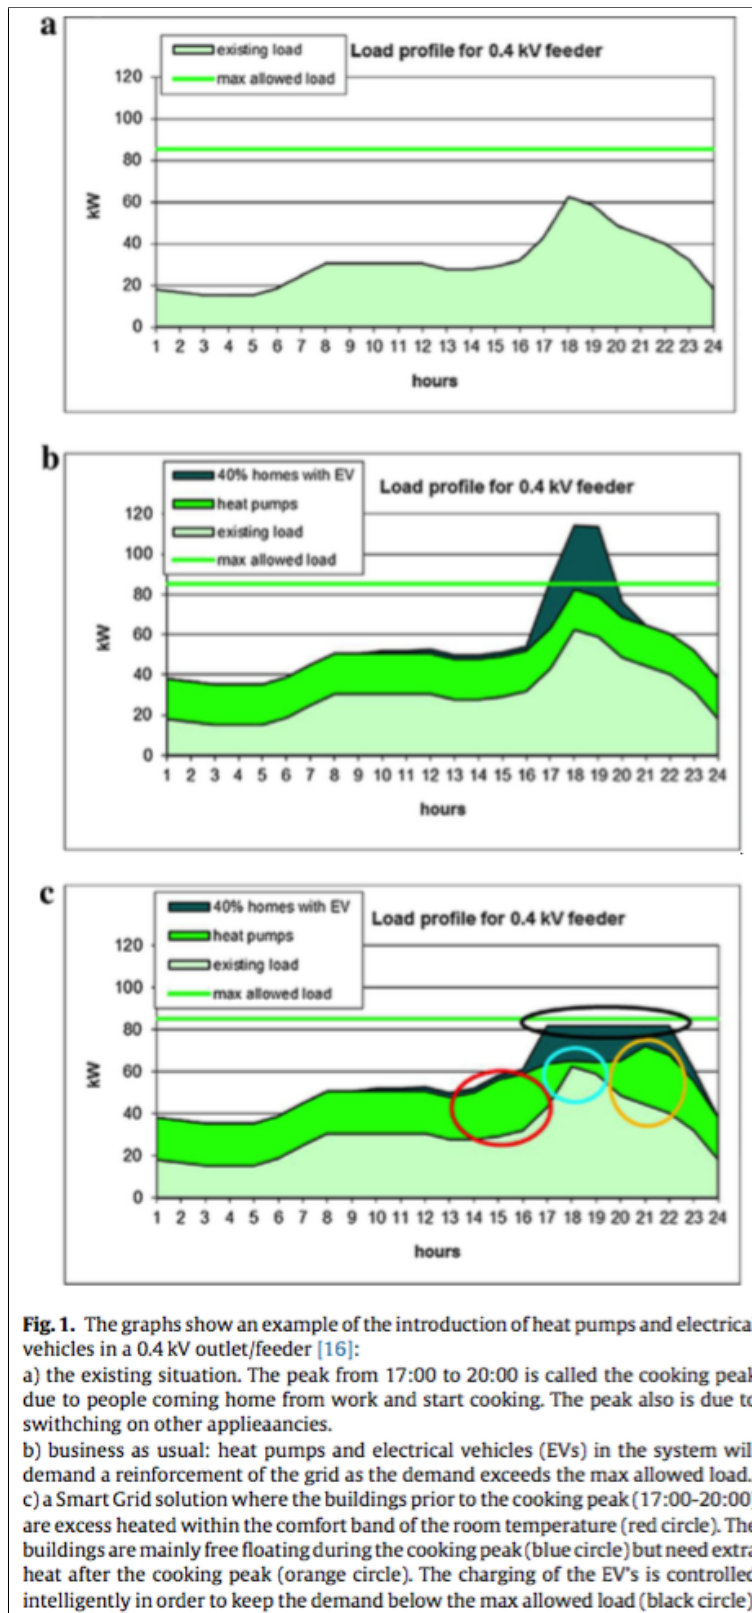 a
existing load
max allowed load
Load profile for 0.4 kV feeder
120
100
80
60
40
20
0
kW
1 2 3 4 5 6 7 8 9 10 11 12 13 14 15 16 17 18 19 20 21 22 23 24
hours
b
40% homes with EV
heat pumps
existing load
max allowed load
Load profile for 0.4 kV feeder
120
100
80
60
40
20
0
kW
1 2 3 4 5 6 7 8 9 10 11 12 13 14 15 16 17 18 19 20 21 22 23 24
hours
c
40% homes with EV
heat pumps
existing load
max allowed load
Load profile for 0.4 kV feeder
120
100
80
60
40
20
0
kW
1 2 3 4 5 6 7 8 9 10 11 12 13 14 15 16 17 18 19 20 21 22 23 24
hours
Fig. 1. The graphs show an example of the introduction of heat pumps and electrical
vehicles in a 0.4 kV outlet/feeder [16]:
a) the existing situation. The peak from 17:00 to 20:00 is called the cooking peak
due to people coming home from work and start cooking. The peak also is due to
swithching on other applieaancies.
b) business as usual: heat pumps and electrical vehicles (EVs) in the system will
demand a reinforcement of the grid as the demand exceeds the max allowed load.
c) a Smart Grid solution where the buildings prior to the cooking peak (17:00-20:00)
are excess heated within the comfort band of the room temperature (red circle). The
buildings are mainly free floating during the cooking peak (blue circle) but need extra
heat after the cooking peak (orange circle). The charging of the EV's is controlled
intelligently in order to keep the demand below the max allowed load (black circle)